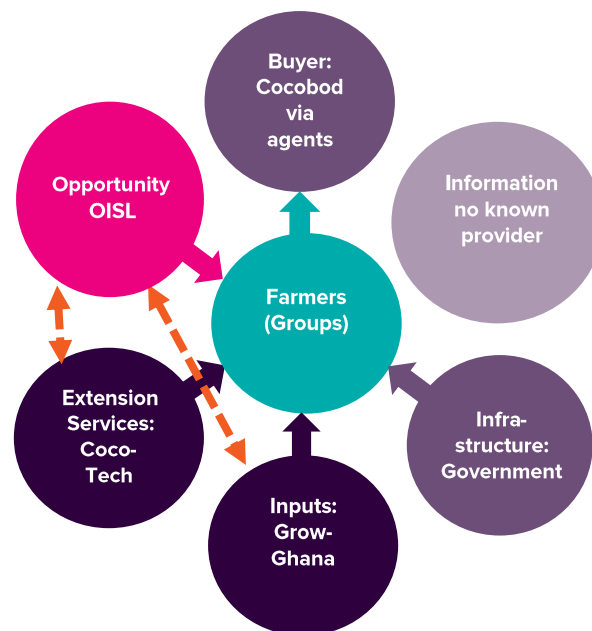 Buyer:
Cocobod
via
agents
Opportunity
OISL
Information
no known
provider
Farmers
(Groups)
Extension
Services:
Coco-
Tech
Infra-
structure:
Government
Inputs:
Grow-
Ghana